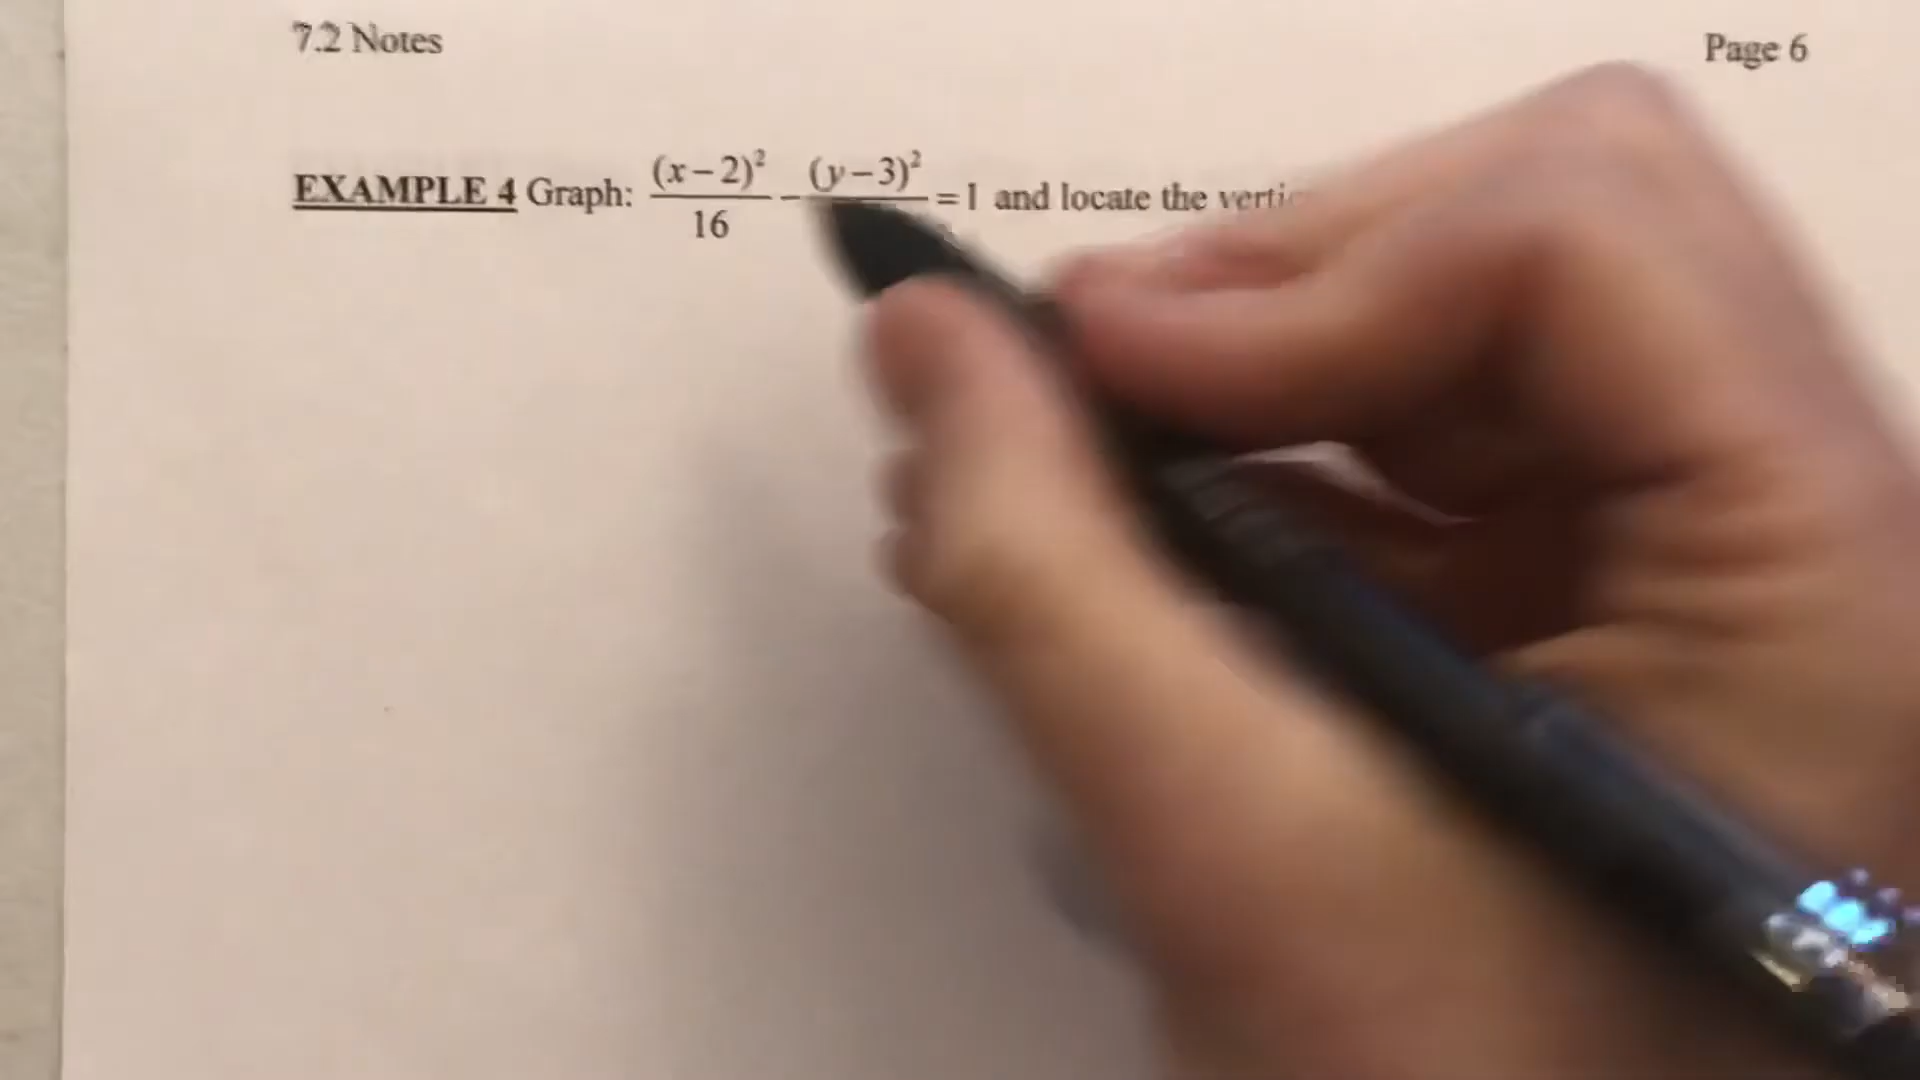 7.2 Notes
Page 6
EXAMPLE 4 Graph: (x−2)²/16 − (y−3)² =1 and locate the